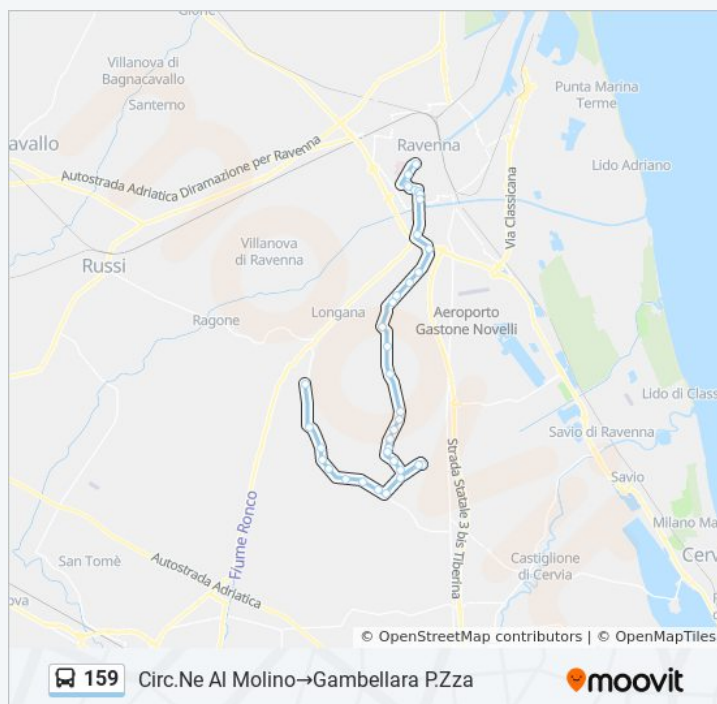 Villanova di
Bagnacavallo
Santerno
Punta Marina
Terme
avallo
Ravenna
Autostrada Adriatica Diramazione per Ravenna
Lido Adriano
Via Classicana
Villanova
di Ravenna
Russi
Longana
Aeroporto
Gastone Novelli
Ragone
Lido di Class
Savio di Ravenna
Strada Statale 3 bis Tiberina
Savio
Fiume Ronco
Milano Ma
San Tomè
Autostrada Adriatica
Castiglione
di Cervia
Cerv
ova
© OpenStreetMap contributors | © OpenMapTiles
159 Circ.Ne Al Molino→Gambellara P.Zza
moovit